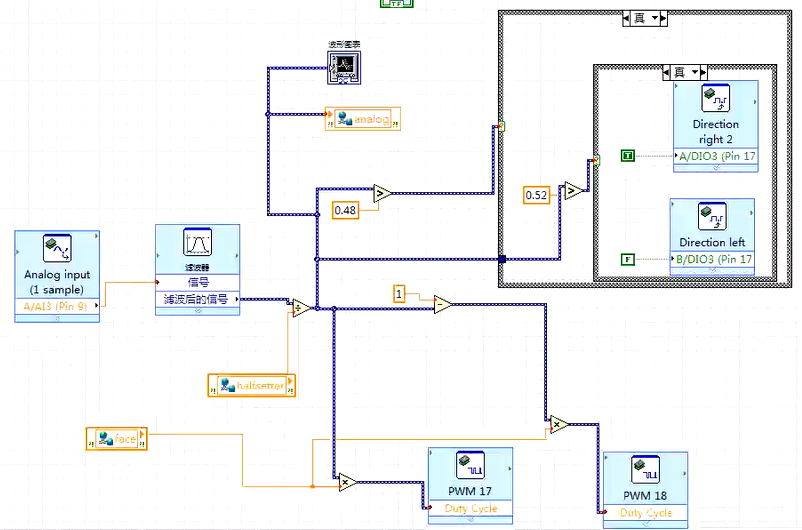 TF
真
波形图表
真
analog
Direction
right 2
T
A/DIO3 (Pin 17
0.48
>
0.52
>
Direction left
F
B/DIO3 (Pin 17
Analog input
(1 sample)
A/AI3 (Pin 9)
滤波器
信号
滤波后的信号
÷
1
-
halfserror
face
×
×
PWM 17
Duty Cycle
PWM 18
Duty Cycle